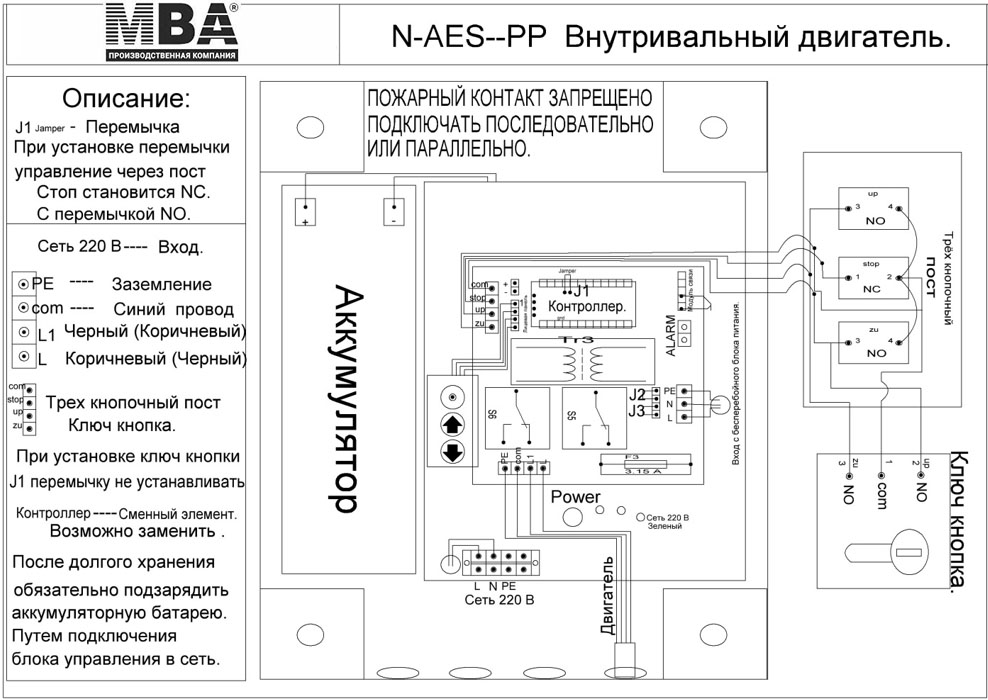 МВА®
ПРОИЗВОДСТВЕННАЯ КОМПАНИЯ
N-AES--PP Внутривальный двигатель.
Описание:
J1 Jamper - Перемычка
При установке перемычки
управление через пост
Стоп становится NC.
С перемычкой NO.
Сеть 220 В---- Вход.
PE ---- Заземление
com ---- Синий провод
L1 Черный (Коричневый)
L Коричневый (Черный)
com
stop
up
zu
Трех кнопочный пост
Ключ кнопка.
При установке ключ кнопки
J1 перемычку не устанавливать
Контроллер ----Сменный элемент.
Возможно заменить .
После долгого хранения
обязательно подзарядить
аккумуляторную батарею.
Путем подключения
блока управления в сеть.
ПОЖАРНЫЙ КОНТАКТ ЗАПРЕЩЕНО
ПОДКЛЮЧАТЬ ПОСЛЕДОВАТЕЛЬНО
ИЛИ ПАРАЛЛЕЛЬНО.
+
-
Аккумулятор
com
stop
up
zu
+
-
Jamper
J1
Контроллер.
Модуль связи
ALARM
Tr3
J2
J3
PE
N
L
Вход с бесперебойного блока питания.
S6
S5
PE
com
L1
L
F3
3.15 A
Power
Сеть 220 В
Зеленый
L N PE
Сеть 220 В
Двигатель
up
3 4
NO
stop
1 2
NC
zu
3 4
NO
Трёх кнопочный
пост
zu
3
NO
1
com
up
2
NO
Ключ кнопка.